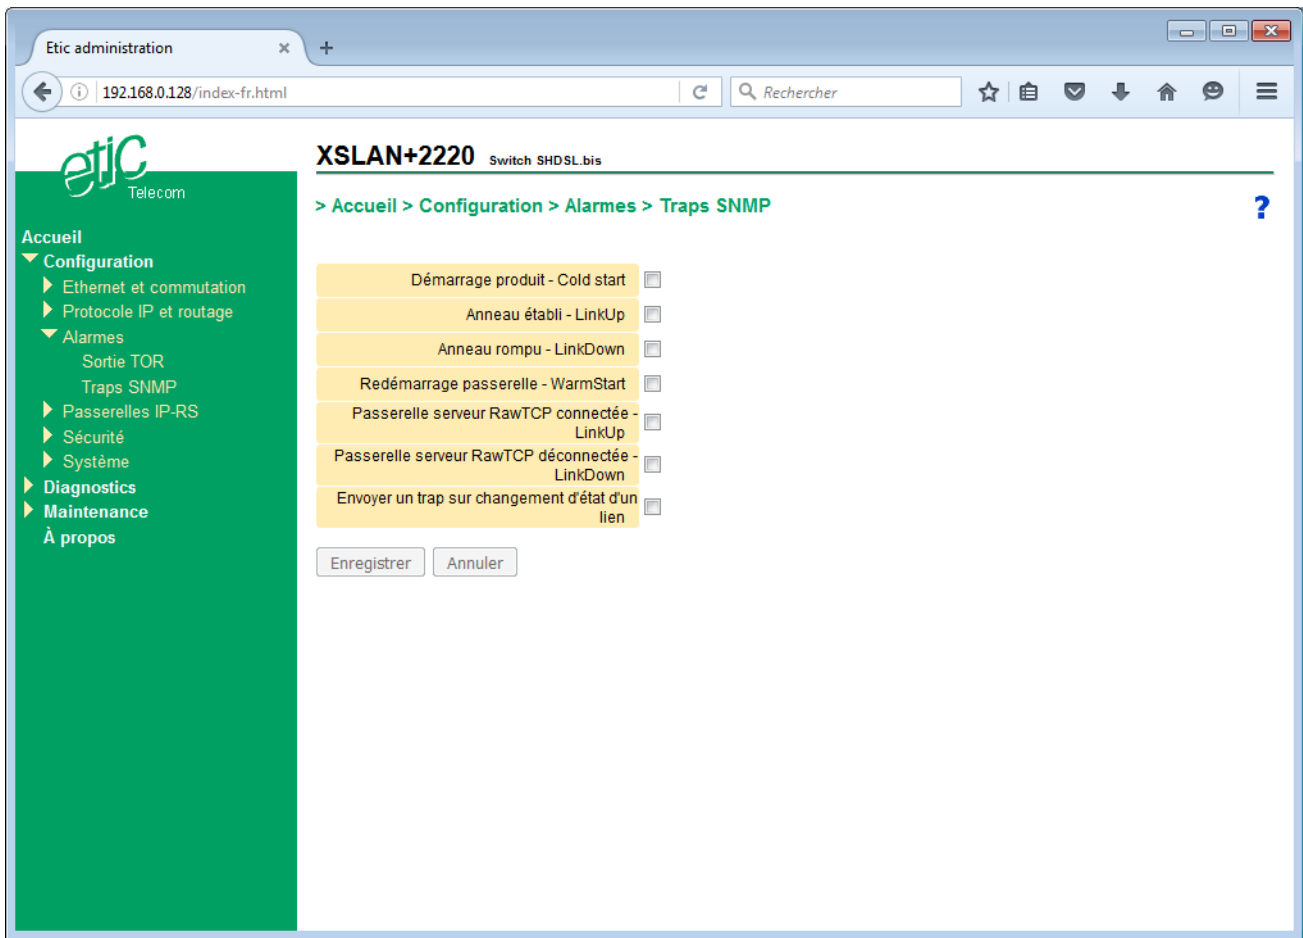 Etic administration
192.168.0.128/index-fr.html
Rechercher
etic
Telecom
XSLAN+2220 Switch SHDSL.bis
> Accueil > Configuration > Alarmes > Traps SNMP
?
Accueil
Configuration
Ethernet et commutation
Protocole IP et routage
Alarmes
Sortie TOR
Traps SNMP
Passerelles IP-RS
Sécurité
Système
Diagnostics
Maintenance
À propos
Démarrage produit - Cold start
Anneau établi - LinkUp
Anneau rompu - LinkDown
Redémarrage passerelle - WarmStart
Passerelle serveur RawTCP connectée -
LinkUp
Passerelle serveur RawTCP déconnectée -
LinkDown
Envoyer un trap sur changement d'état d'un
lien
Enregistrer
Annuler